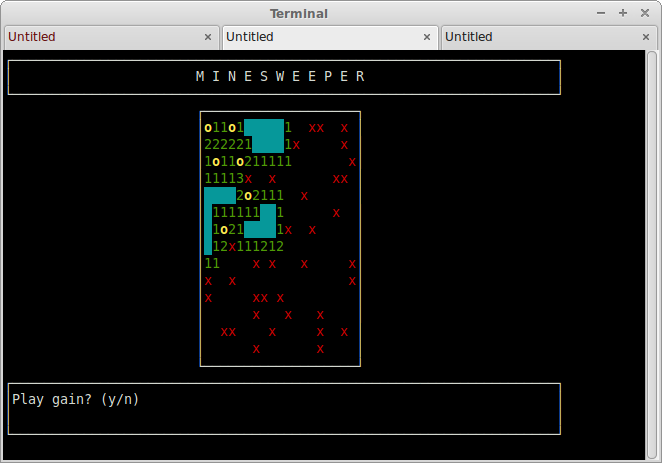 Terminal
Untitled Untitled Untitled
M I N E S W E E P E R
o11o1     1  xx  x
222221    1x     x
1o11o211111       x
11113x  x       xx
    2o2111  x
 111111  1      x
 1o21    1x  x
 12x111212
11    x x   x     x
x  x              x
x     xx x
      x   x   x
  xx    x     x  x
      x       x
Play gain? (y/n)